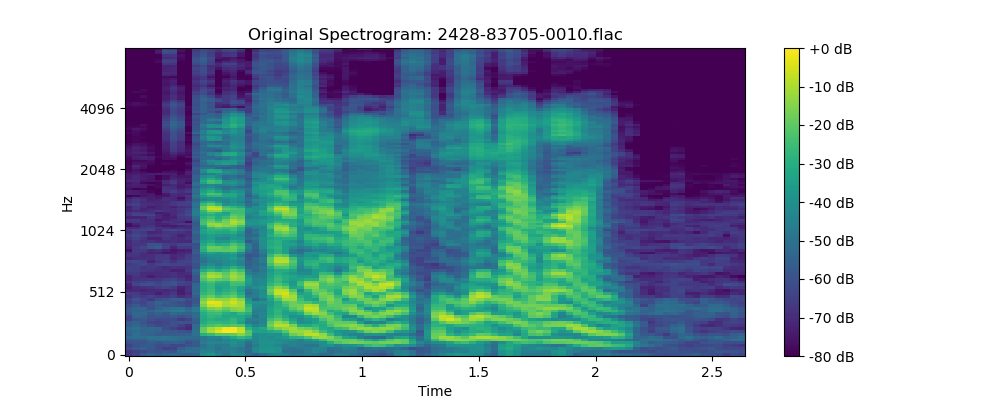 Original Spectrogram: 2428-83705-0010.flac
Hz
4096
2048
1024
512
0
0
0.5
1
1.5
2
2.5
Time
+0 dB
-10 dB
-20 dB
-30 dB
-40 dB
-50 dB
-60 dB
-70 dB
-80 dB